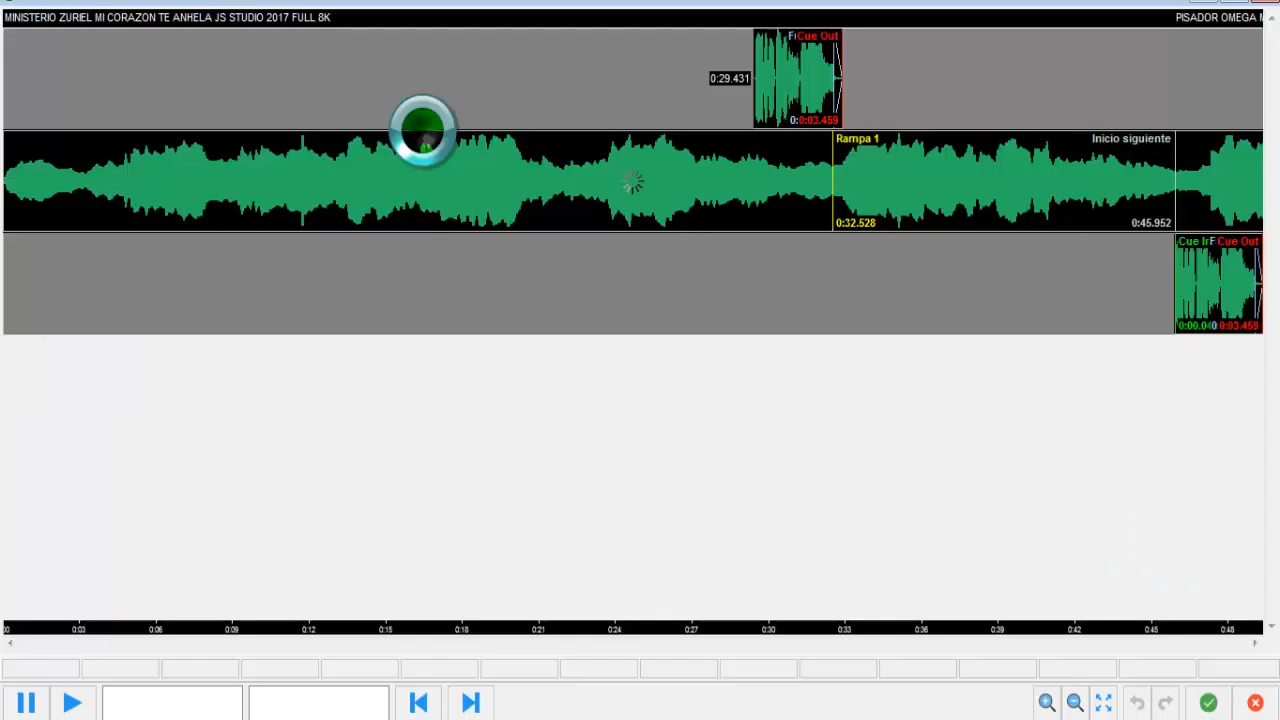 MINISTERIO ZURIEL MI CORAZON TE ANHELA JS STUDIO 2017 FULL 8K
PISADOR OMEGA
Cue Out
0:29.431
0:03.459
Rampa 1
Inicio siguiente
0:32.528
0:45.952
Cue Out
0:00.04
0:03.459
0:03 0:06 0:09 0:12 0:15 0:18 0:21 0:24 0:27 0:30 0:33 0:36 0:39 0:42 0:45 0:48